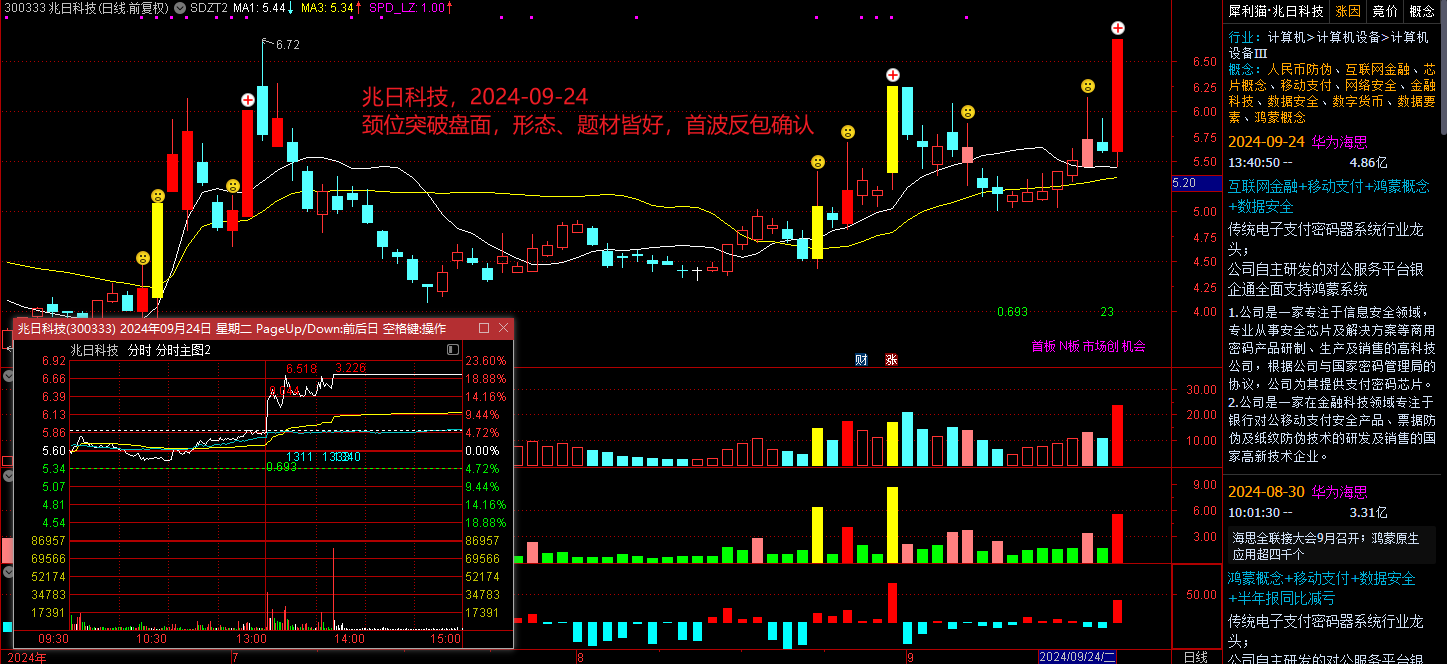 300333 兆日科技(日线.前复权) SDZT2 MA1: 5.44↓ MA3: 5.34↑ SPD_LZ: 1.00↑
6.72
兆日科技，2024-09-24
颈位突破盘面，形态、题材皆好，首波反包确认
0.693 23
首板 N板 市场创 机会
财 涨
6.50
6.25
6.00
5.75
5.50
5.20
5.00
4.75
4.50
4.25
4.00
30.00
20.00
10.00
9.00
6.00
3.00
50.00
兆日科技(300333) 2024年09月24日 星期二 PageUp/Down:前后日 空格键:操作
兆日科技 分时 分时主图2
6.92 23.60%
6.66 18.88%
6.39 14.16%
6.13 9.44%
5.86 4.72%
5.60 0.00%
5.34 4.72%
5.07 9.44%
4.81 14.16%
4.54 18.88%
86957 86957
69566 69566
52174 52174
34783 34783
17391 17391
6.518 3.226
1311
0.693
09:30 10:30 13:00 14:00 15:00
2024年 7 8 9 2024/09/24/二 日线
犀利猫·兆日科技 涨因 竞价 概念
行业：计算机>计算机设备>计算机
设备Ⅲ
概念：人民币防伪、互联网金融、芯
片概念、移动支付、网络安全、金融
科技、数据安全、数字货币、数据要
素、鸿蒙概念
2024-09-24 华为海思
13:40:50 -- 4.86亿
互联网金融+移动支付+鸿蒙概念
+数据安全
传统电子支付密码器系统行业龙
头；
公司自主研发的对公服务平台银
企通全面支持鸿蒙系统
1.公司是一家专注于信息安全领域，
专业从事安全芯片及解决方案等商用
密码产品研制、生产及销售的高科技
公司，根据公司与国家密码管理局的
协议，公司为其提供支付密码芯片。
2.公司是一家在金融科技领域专注于
银行对公移动支付安全产品、票据防
伪及纸纹防伪技术的研发及销售的国
家高新技术企业。
2024-08-30 华为海思
10:01:30 -- 3.31亿
海思全联接大会9月召开；鸿蒙原生
应用超四千个
鸿蒙概念+移动支付+数据安全
+半年报同比减亏
传统电子支付密码器系统行业龙
头；
公司自主研发的对公服务平台银